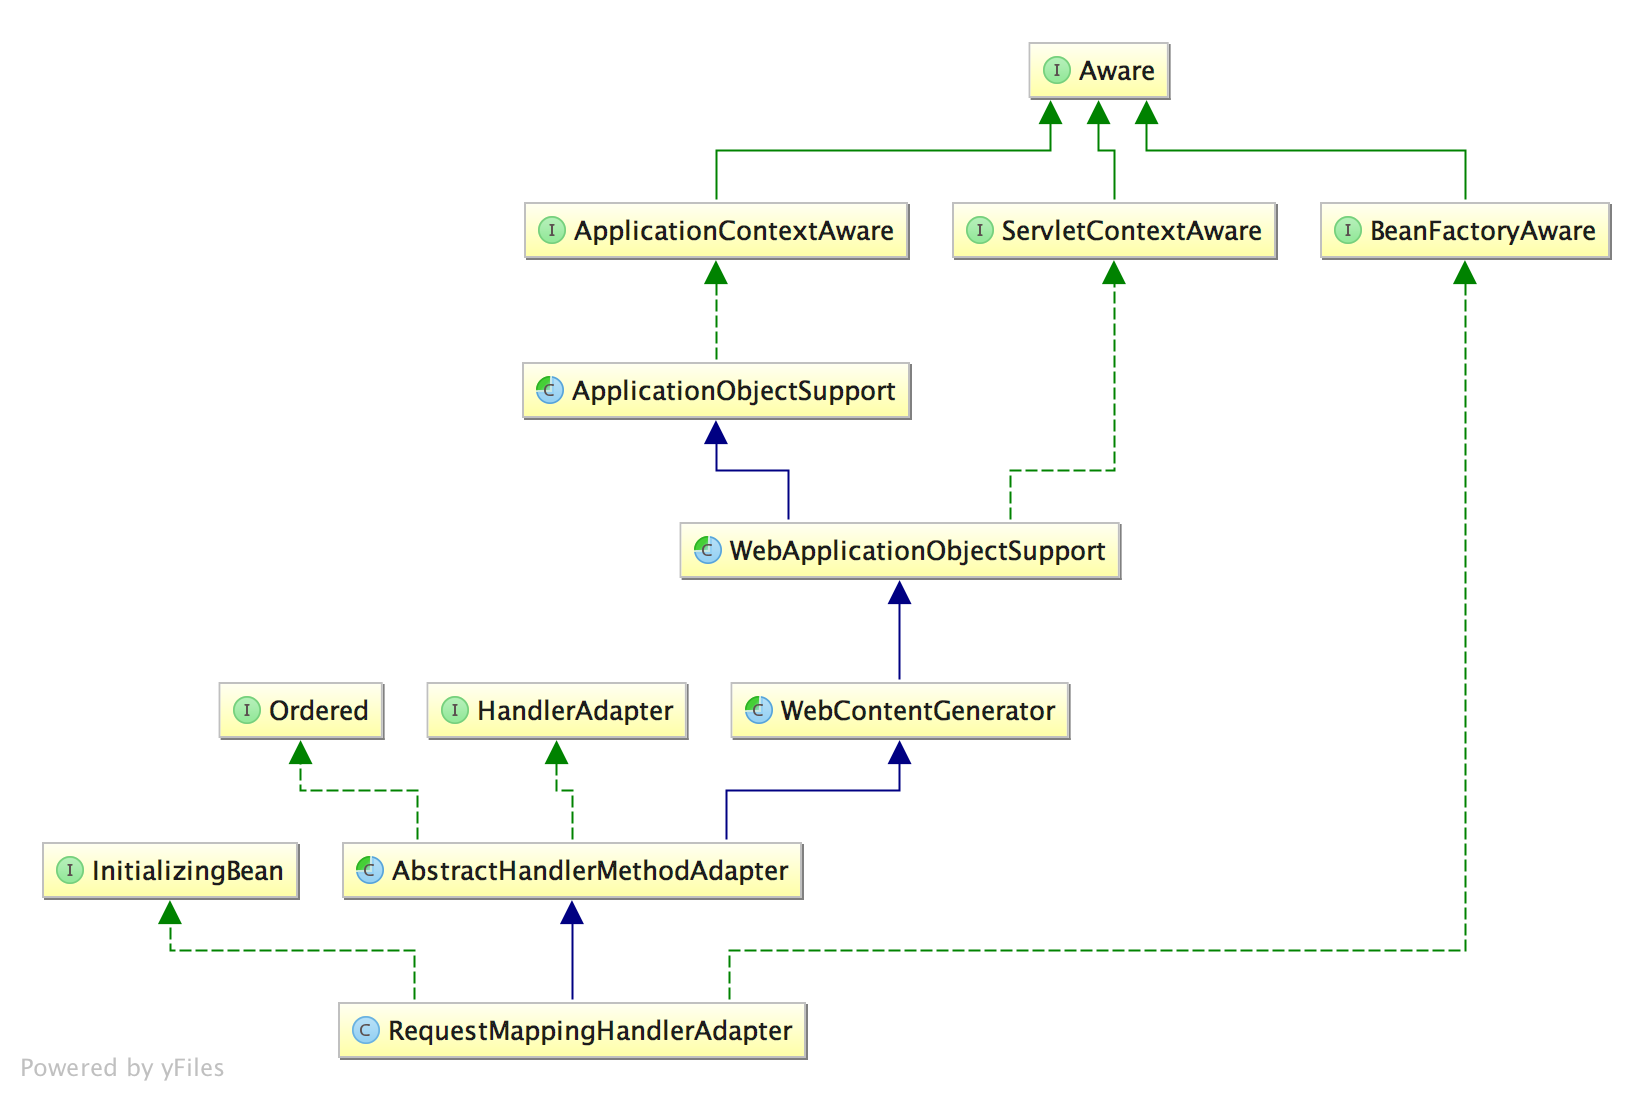 I Aware
I ApplicationContextAware
I ServletContextAware
I BeanFactoryAware
C ApplicationObjectSupport
C WebApplicationObjectSupport
I Ordered
I HandlerAdapter
C WebContentGenerator
I InitializingBean
C AbstractHandlerMethodAdapter
C RequestMappingHandlerAdapter
Powered by yFiles